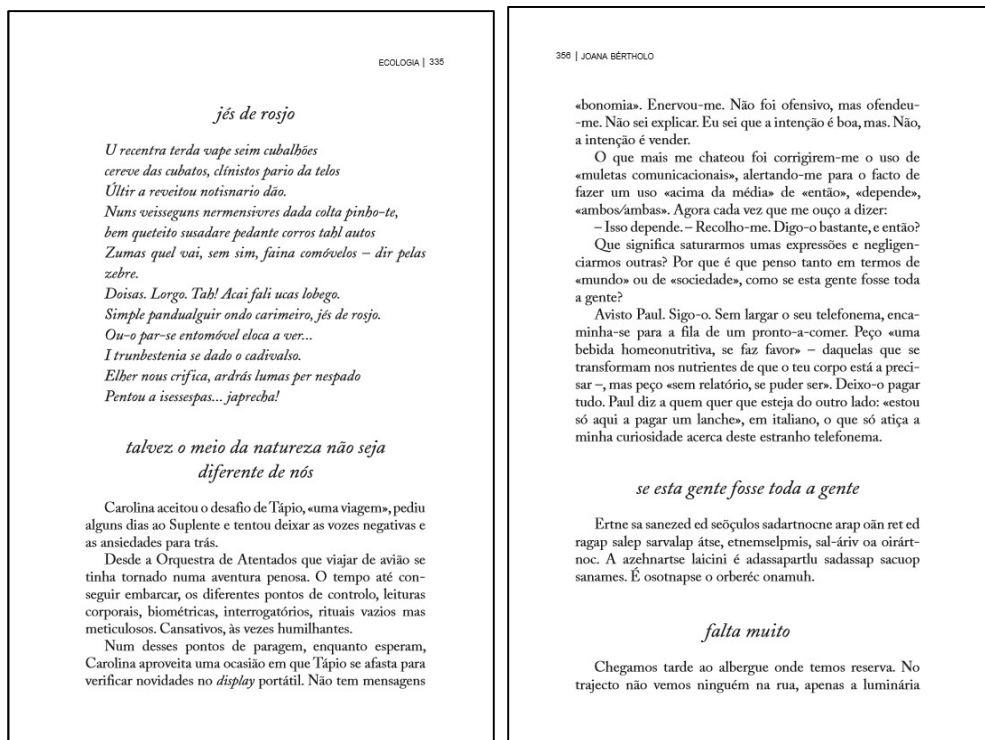 ECOLOGIA | 335
jés de rosjo
U recentra terda vape seim cubalhões
cereve das cubatos, clínistos pario da telos
Últir a reveitou notisnario dão.
Nuns veisseguns nermensivres dada colta pinho-te,
bem queteito susadare pedante corros tahl autos
Zumas quel vai, sem sim, faina comóvelos – dir pelas
zebre.
Doisas. Lorgo. Tah! Acai fali ucas lobego.
Simple pandualguir ondo carimeiro, jés de rosjo.
Ou-o par-se entomóvel eloca a ver...
I trunbestenia se dado o cadivalso.
Elher nous crifica, ardrás lumas per nespado
Pentou a isessespas... japrecha!
talvez o meio da natureza não seja
diferente de nós
Carolina aceitou o desafio de Tápio, «uma viagem», pediu
alguns dias ao Suplente e tentou deixar as vozes negativas e
as ansiedades para trás.
Desde a Orquestra de Atentados que viajar de avião se
tinha tornado numa aventura penosa. O tempo até con-
seguir embarcar, os diferentes pontos de controlo, leituras
corporais, biométricas, interrogatórios, rituais vazios mas
meticulosos. Cansativos, às vezes humilhantes.
Num desses pontos de paragem, enquanto esperam,
Carolina aproveita uma ocasião em que Tápio se afasta para
verificar novidades no display portátil. Não tem mensagens
356 | JOANA BÉRTHOLO
«bonomia». Enervou-me. Não foi ofensivo, mas ofendeu-
-me. Não sei explicar. Eu sei que a intenção é boa, mas. Não,
a intenção é vender.
O que mais me chateou foi corrigirem-me o uso de
«muletas comunicacionais», alertando-me para o facto de
fazer um uso «acima da média» de «então», «depende»,
«ambos/ambas». Agora cada vez que me ouço a dizer:
– Isso depende. – Recolho-me. Digo-o bastante, e então?
Que significa saturarmos umas expressões e negligen-
ciarmos outras? Por que é que penso tanto em termos de
«mundo» ou de «sociedade», como se esta gente fosse toda
a gente?
Avisto Paul. Sigo-o. Sem largar o seu telefonema, enca-
minha-se para a fila de um pronto-a-comer. Peço «uma
bebida homeonutritiva, se faz favor» – daquelas que se
transformam nos nutrientes de que o teu corpo está a preci-
sar –, mas peço «sem relatório, se puder ser». Deixo-o pagar
tudo. Paul diz a quem quer que esteja do outro lado: «estou
só aqui a pagar um lanche», em italiano, o que só atiça a
minha curiosidade acerca deste estranho telefonema.
se esta gente fosse toda a gente
Ertne sa sanezed ed seõçulos sadartnocne arap oãn ret ed
ragap salep sarvalap átse, etnemselpmis, sal-áriv oa oirárt-
noc. A azehnartse laicini é adassapartlu sadassap sacuop
sanames. É osotnapse o orberéc onamuh.
falta muito
Chegamos tarde ao albergue onde temos reserva. No
trajecto não vemos ninguém na rua, apenas a luminária